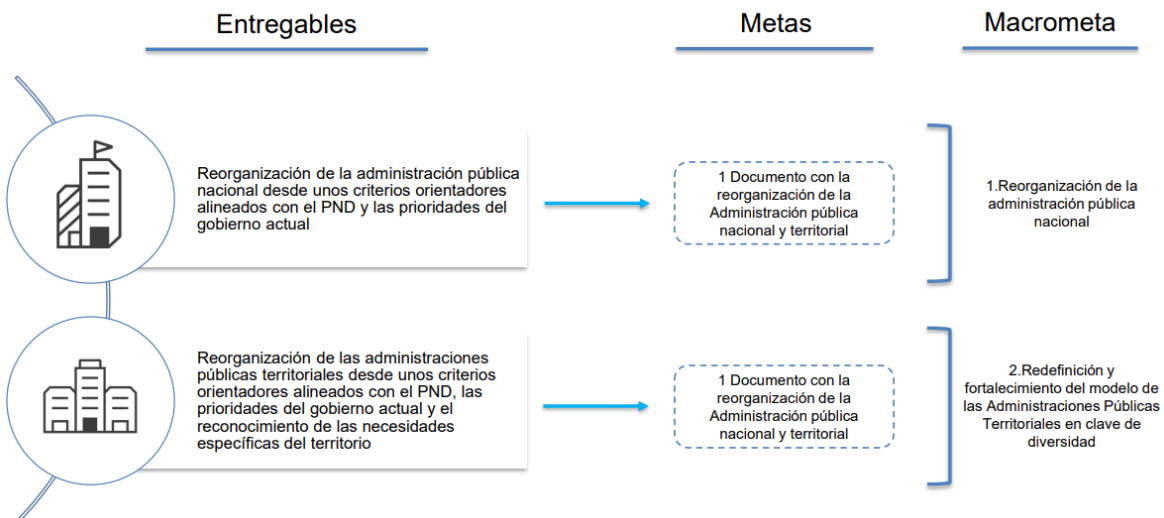 Entregables
Metas
Macrometa
Reorganización de la administración pública
nacional desde unos criterios orientadores
alineados con el PND y las prioridades del
gobierno actual
1 Documento con la
reorganización de la
Administración pública
nacional y territorial
1.Reorganización de la
administración pública
nacional
Reorganización de las administraciones
públicas territoriales desde unos criterios
orientadores alineados con el PND, las
prioridades del gobierno actual y el
reconocimiento de las necesidades
específicas del territorio
1 Documento con la
reorganización de la
Administración pública
nacional y territorial
2.Redefinición y
fortalecimiento del modelo de
las Administraciones Públicas
Territoriales en clave de
diversidad